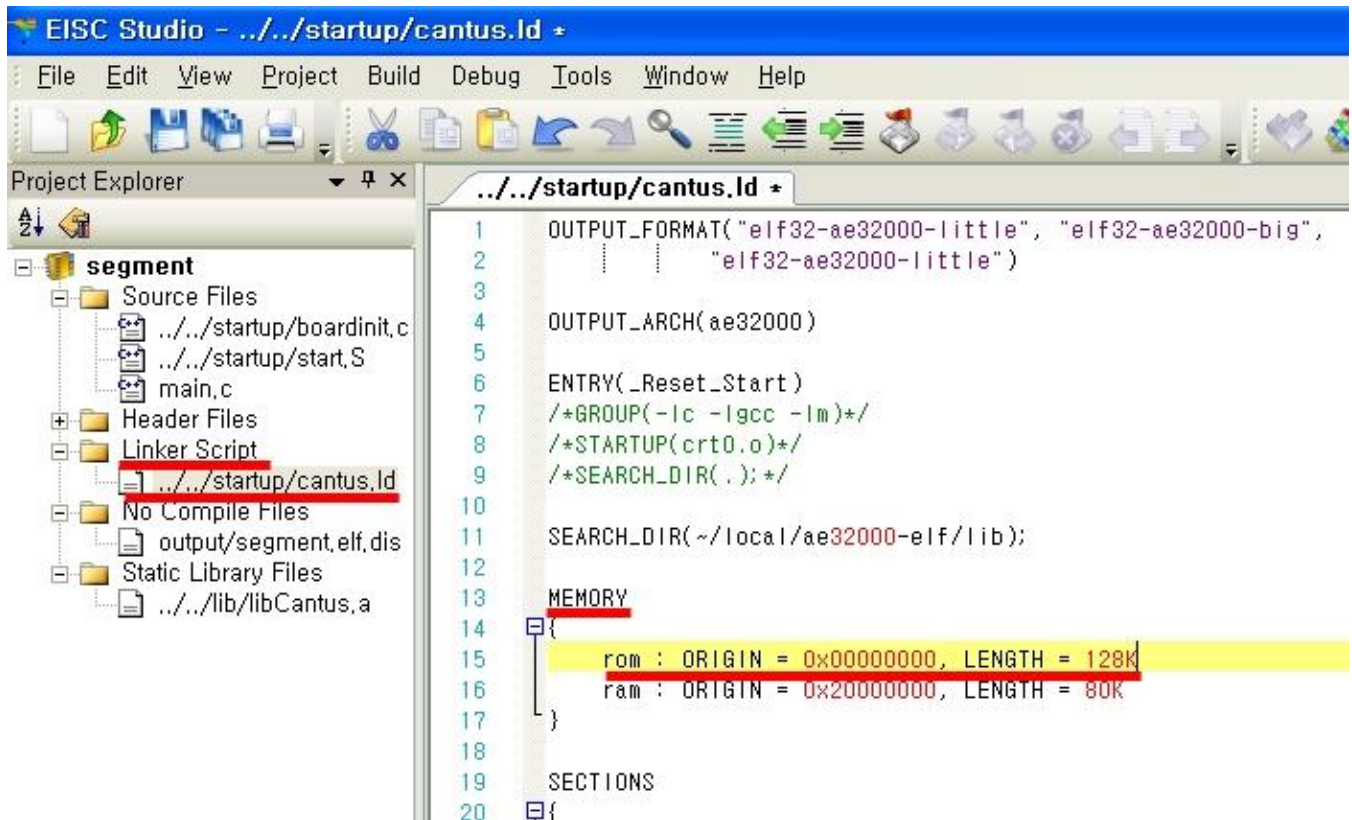 EISC Studio - ../../startup/cantus.ld *
File Edit View Project Build Debug Tools Window Help
Project Explorer
../../startup/cantus.ld *
segment
Source Files
../../startup/boardinit.c
../../startup/start.S
main.c
Header Files
Linker Script
../../startup/cantus.ld
No Compile Files
output/segment.elf.dis
Static Library Files
../../lib/libCantus.a
1 OUTPUT_FORMAT("elf32-ae32000-little", "elf32-ae32000-big",
2 "elf32-ae32000-little")
3
4 OUTPUT_ARCH(ae32000)
5
6 ENTRY(_Reset_Start)
7 /*GROUP(-lc -lgcc -lm)*/
8 /*STARTUP(crt0.o)*/
9 /*SEARCH_DIR(.);*/
10
11 SEARCH_DIR(~/local/ae32000-elf/lib);
12
13 MEMORY
14 {
15 rom : ORIGIN = 0x00000000, LENGTH = 128K
16 ram : ORIGIN = 0x20000000, LENGTH = 80K
17 }
18
19 SECTIONS
20 {